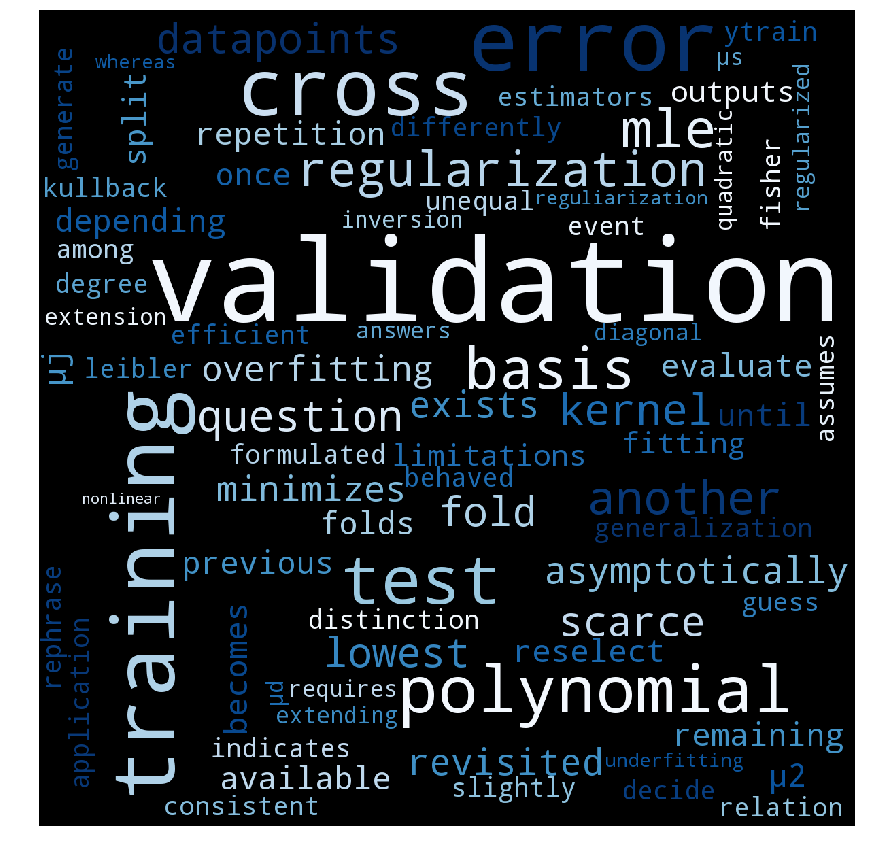 whereas
datapoints
error
ytrain
µs
generate
split
cross
estimators
outputs
regularized
repetition
differently
mle
quadratic
fisher
kullback
once
regularization
unequal
reguliarization
depending
inversion
event
among
validation
degree
extension
efficient
answers
diagonal
assumes
µj
leibler
overfitting
basis
evaluate
training
question
exists
kernel
until
formulated
limitations
fitting
nonlinear
minimizes
behaved
another
folds
fold
generalization
previous
test
asymptotically
rephrase
distinction
scarce
guess
application
becomes
lowest
reselect
µd
requires
polynomial
extending
indicates
revisited
remaining
underfitting
available
slightly
decide
µ2
consistent
relation